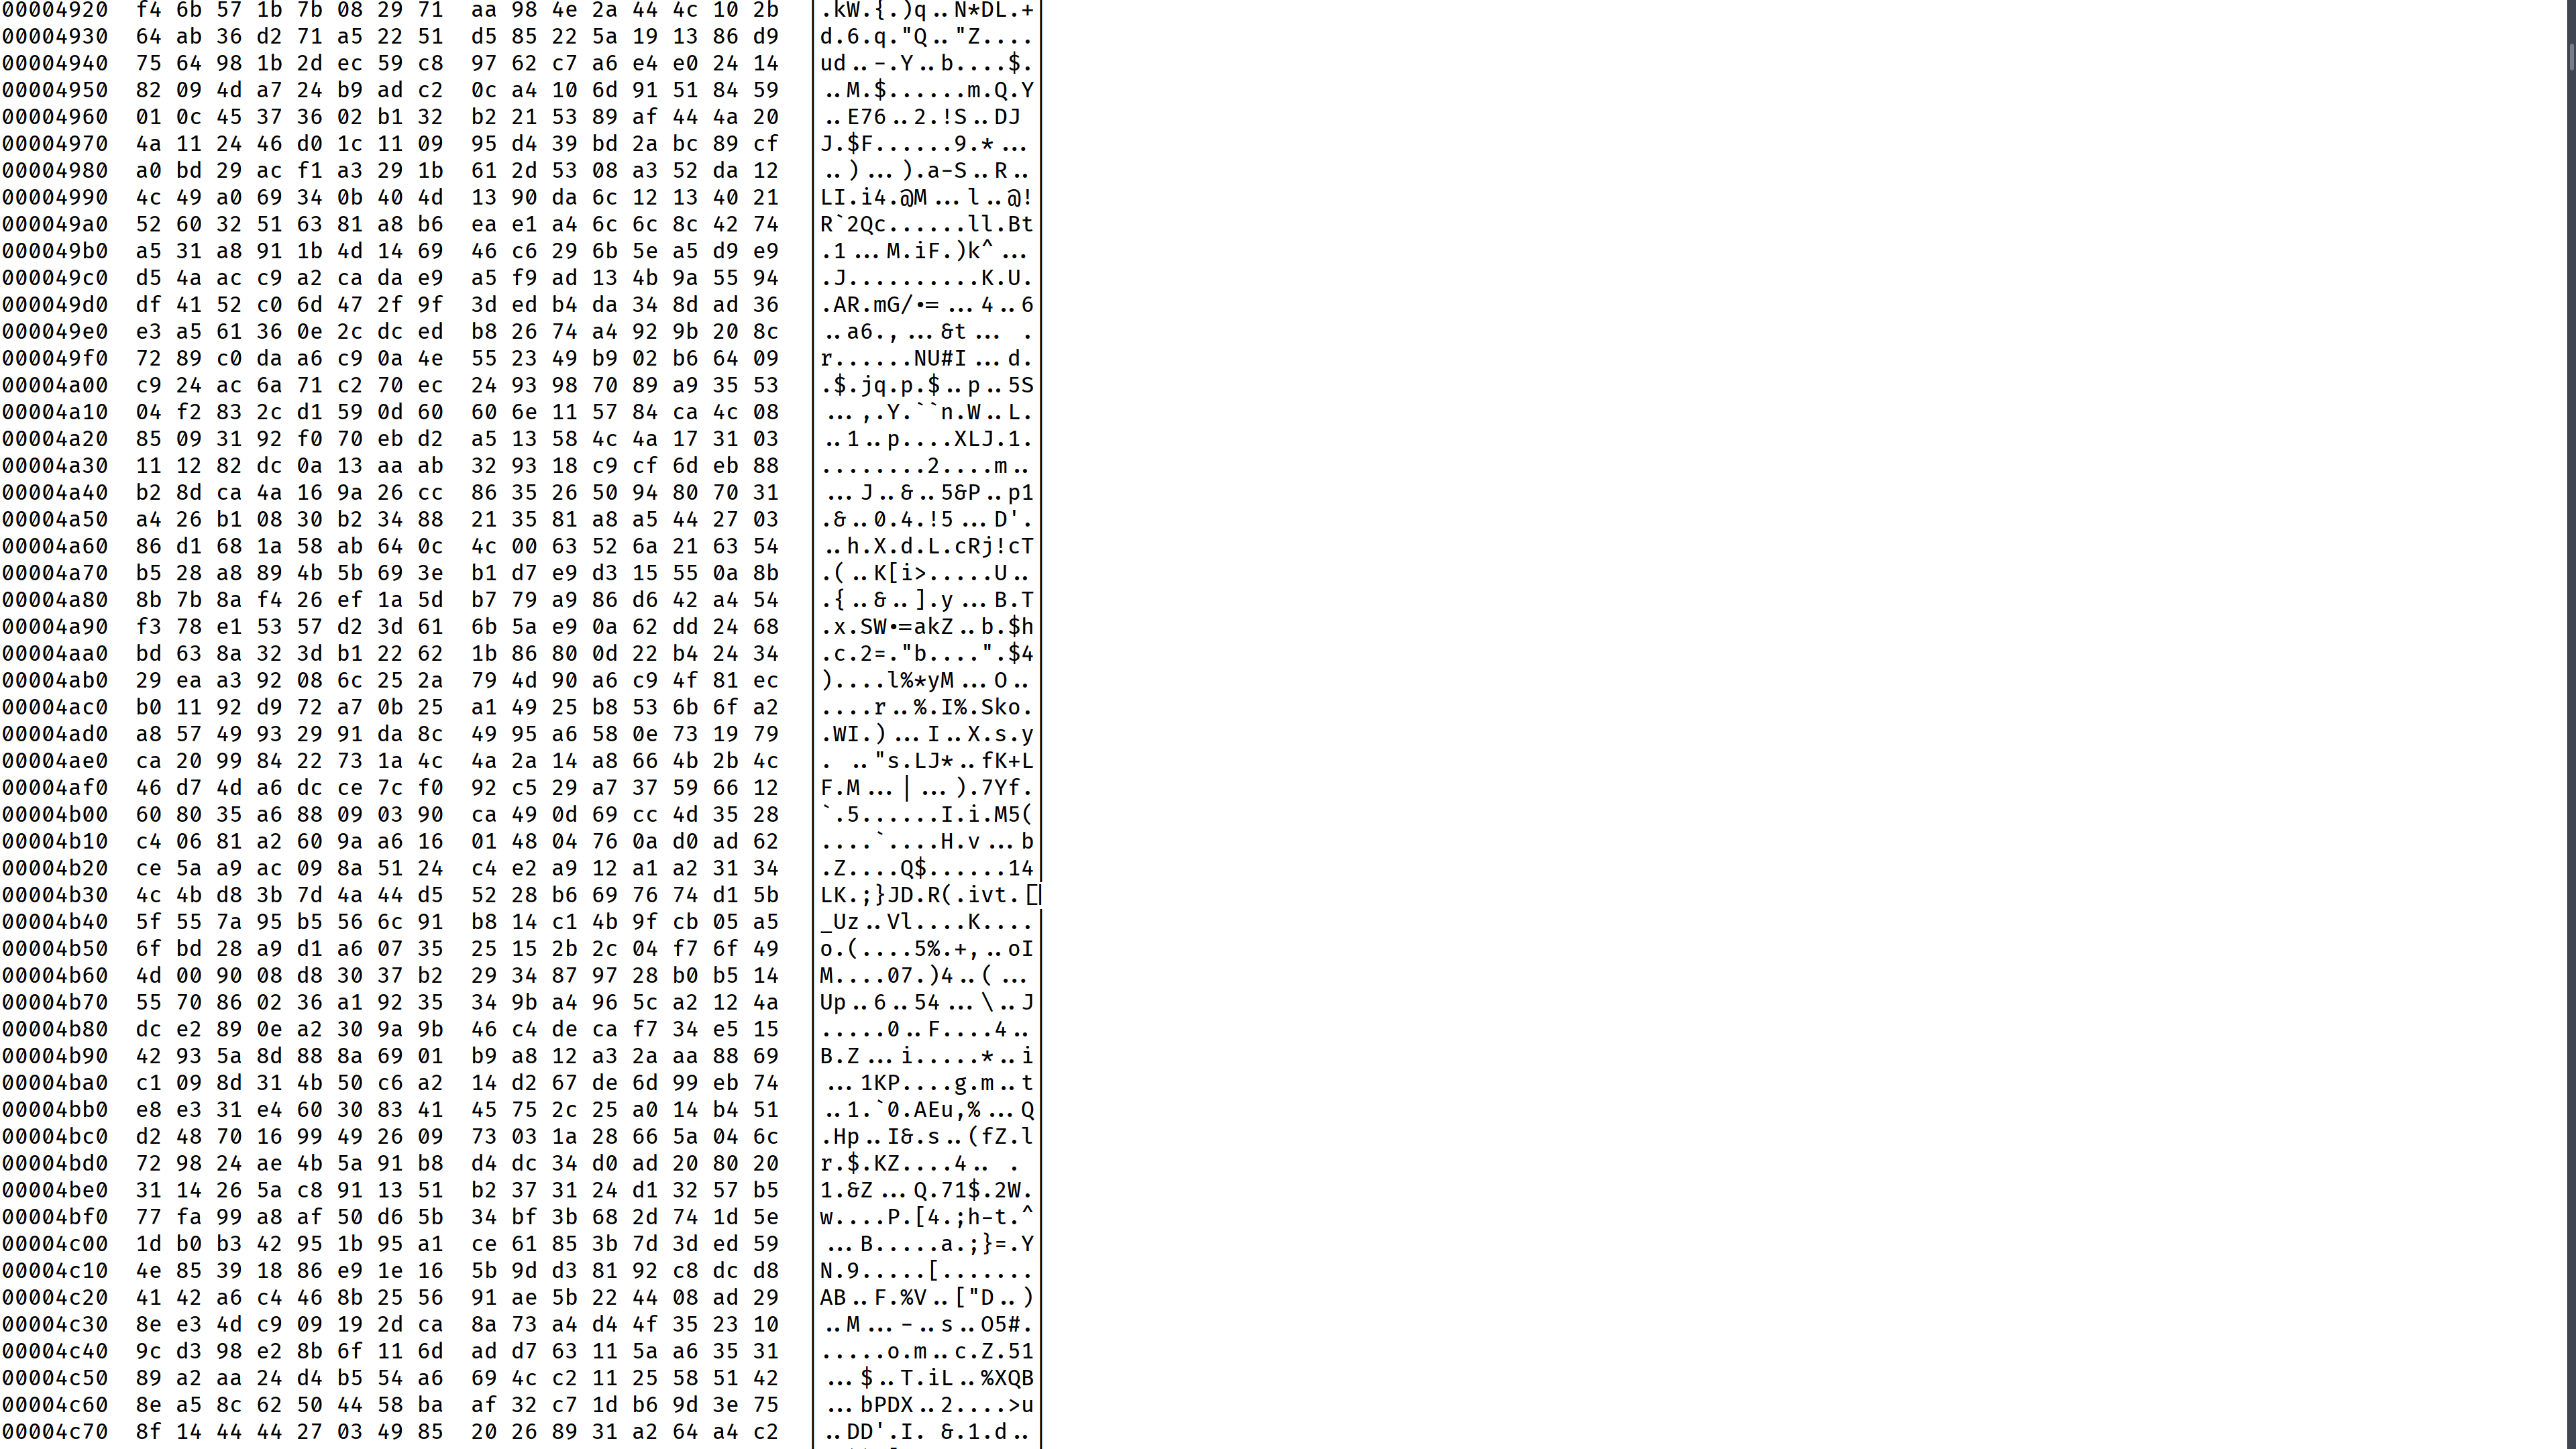 00004920  f4 6b 57 1b 7b 08 29 71  aa 98 4e 2a 44 4c 10 2b  |.kW.{.)q..N*DL.+|
00004930  64 ab 36 d2 71 a5 22 51  d5 85 22 5a 19 13 86 d9  |d.6.q."Q.."Z....|
00004940  75 64 98 1b 2d ec 59 c8  97 62 c7 a6 e4 e0 24 14  |ud..-.Y..b....$.|
00004950  82 09 4d a7 24 b9 ad c2  0c a4 10 6d 91 51 84 59  |..M.$......m.Q.Y|
00004960  01 0c 45 37 36 02 b1 32  b2 21 53 89 af 44 4a 20  |..E76..2.!S..DJ |
00004970  4a 11 24 46 d0 1c 11 09  95 d4 39 bd 2a bc 89 cf  |J.$F......9.*...|
00004980  a0 bd 29 ac f1 a3 29 1b  61 2d 53 08 a3 52 da 12  |..)...).a-S..R..|
00004990  4c 49 a0 69 34 0b 40 4d  13 90 da 6c 12 13 40 21  |LI.i4.@M...l..@!|
000049a0  52 60 32 51 63 81 a8 b6  ea e1 a4 6c 6c 8c 42 74  |R`2Qc......ll.Bt|
000049b0  a5 31 a8 91 1b 4d 14 69  46 c6 29 6b 5e a5 d9 e9  |.1...M.iF.)k^...|
000049c0  d5 4a ac c9 a2 ca da e9  a5 f9 ad 13 4b 9a 55 94  |.J..........K.U.|
000049d0  df 41 52 c0 6d 47 2f 9f  3d ed b4 da 34 8d ad 36  |.AR.mG/.=...4..6|
000049e0  e3 a5 61 36 0e 2c dc ed  b8 26 74 a4 92 9b 20 8c  |..a6.,...&t... .|
000049f0  72 89 c0 da a6 c9 0a 4e  55 23 49 b9 02 b6 64 09  |r......NU#I...d.|
00004a00  c9 24 ac 6a 71 c2 70 ec  24 93 98 70 89 a9 35 53  |.$.jq.p.$..p..5S|
00004a10  04 f2 83 2c d1 59 0d 60  60 6e 11 57 84 ca 4c 08  |...,.Y.``n.W..L.|
00004a20  85 09 31 92 f0 70 eb d2  a5 13 58 4c 4a 17 31 03  |..1..p....XLJ.1.|
00004a30  11 12 82 dc 0a 13 aa ab  32 93 18 c9 cf 6d eb 88  |........2....m..|
00004a40  b2 8d ca 4a 16 9a 26 cc  86 35 26 50 94 80 70 31  |...J..&..5&P..p1|
00004a50  a4 26 b1 08 30 b2 34 88  21 35 81 a8 a5 44 27 03  |.&..0.4.!5...D'.|
00004a60  86 d1 68 1a 58 ab 64 0c  4c 00 63 52 6a 21 63 54  |..h.X.d.L.cRj!cT|
00004a70  b5 28 a8 89 4b 5b 69 3e  b1 d7 e9 d3 15 55 0a 8b  |.(..K[i>.....U..|
00004a80  8b 7b 8a f4 26 ef 1a 5d  b7 79 a9 86 d6 42 a4 54  |.{..&..].y...B.T|
00004a90  f3 78 e1 53 57 d2 3d 61  6b 5a e9 0a 62 dd 24 68  |.x.SW.=akZ..b.$h|
00004aa0  bd 63 8a 32 3d b1 22 62  1b 86 80 0d 22 b4 24 34  |.c.2=."b....".$4|
00004ab0  29 ea a3 92 08 6c 25 2a  79 4d 90 a6 c9 4f 81 ec  |)....l%*yM...O..|
00004ac0  b0 11 92 d9 72 a7 0b 25  a1 49 25 b8 53 6b 6f a2  |....r..%.I%.Sko.|
00004ad0  a8 57 49 93 29 91 da 8c  49 95 a6 58 0e 73 19 79  |.WI.)...I..X.s.y|
00004ae0  ca 20 99 84 22 73 1a 4c  4a 2a 14 a8 66 4b 2b 4c  |. .."s.LJ*..fK+L|
00004af0  46 d7 4d a6 dc ce 7c f0  92 c5 29 a7 37 59 66 12  |F.M...|...).7Yf.|
00004b00  60 80 35 a6 88 09 03 90  ca 49 0d 69 cc 4d 35 28  |`.5......I.i.M5(|
00004b10  c4 06 81 a2 60 9a a6 16  01 48 04 76 0a d0 ad 62  |....`....H.v...b|
00004b20  ce 5a a9 ac 09 8a 51 24  c4 e2 a9 12 a1 a2 31 34  |.Z....Q$......14|
00004b30  4c 4b d8 3b 7d 4a 44 d5  52 28 b6 69 76 74 d1 5b  |LK.;}JD.R(.ivt.[|
00004b40  5f 55 7a 95 b5 56 6c 91  b8 14 c1 4b 9f cb 05 a5  |_Uz..Vl....K....|
00004b50  6f bd 28 a9 d1 a6 07 35  25 15 2b 2c 04 f7 6f 49  |o.(....5%.+,..oI|
00004b60  4d 00 90 08 d8 30 37 b2  29 34 87 97 28 b0 b5 14  |M....07.)4..(...|
00004b70  55 70 86 02 36 a1 92 35  34 9b a4 96 5c a2 12 4a  |Up..6..54...\..J|
00004b80  dc e2 89 0e a2 30 9a 9b  46 c4 de ca f7 34 e5 15  |.....0..F....4..|
00004b90  42 93 5a 8d 88 8a 69 01  b9 a8 12 a3 2a aa 88 69  |B.Z...i.....*..i|
00004ba0  c1 09 8d 31 4b 50 c6 a2  14 d2 67 de 6d 99 eb 74  |...1KP....g.m..t|
00004bb0  e8 e3 31 e4 60 30 83 41  45 75 2c 25 a0 14 b4 51  |..1.`0.AEu,%...Q|
00004bc0  d2 48 70 16 99 49 26 09  73 03 1a 28 66 5a 04 6c  |.Hp..I&.s..(fZ.l|
00004bd0  72 98 24 ae 4b 5a 91 b8  d4 dc 34 d0 ad 20 80 20  |r.$.KZ....4.. . |
00004be0  31 14 26 5a c8 91 13 51  b2 37 31 24 d1 32 57 b5  |1.&Z...Q.71$.2W.|
00004bf0  77 fa 99 a8 af 50 d6 5b  34 bf 3b 68 2d 74 1d 5e  |w....P.[4.;h-t.^|
00004c00  1d b0 b3 42 95 1b 95 a1  ce 61 85 3b 7d 3d ed 59  |...B.....a.;}=.Y|
00004c10  4e 85 39 18 86 e9 1e 16  5b 9d d3 81 92 c8 dc d8  |N.9.....[.......|
00004c20  41 42 a6 c4 46 8b 25 56  91 ae 5b 22 44 08 ad 29  |AB..F.%V..["D..)|
00004c30  8e e3 4d c9 09 19 2d ca  8a 73 a4 d4 4f 35 23 10  |..M...-..s..O5#.|
00004c40  9c d3 98 e2 8b 6f 11 6d  ad d7 63 11 5a a6 35 31  |.....o.m..c.Z.51|
00004c50  89 a2 aa 24 d4 b5 54 a6  69 4c c2 11 25 58 51 42  |...$..T.iL..%XQB|
00004c60  8e a5 8c 62 50 44 58 ba  af 32 c7 1d b6 9d 3e 75  |...bPDX..2....>u|
00004c70  8f 14 44 44 27 03 49 85  20 26 89 31 a2 64 a4 c2  |..DD'.I. &.1.d..|